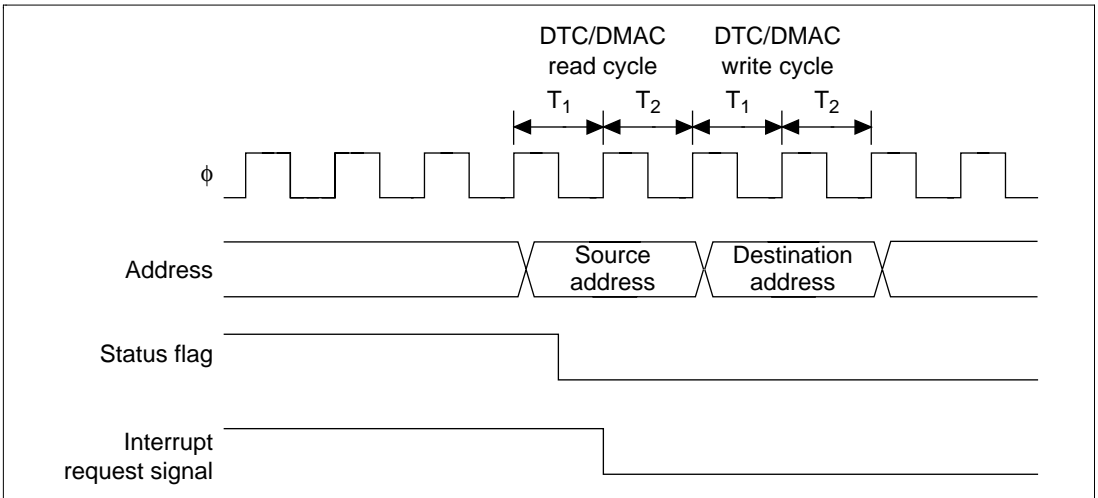 DTC/DMAC
read cycle
DTC/DMAC
write cycle
T1
T2
T1
T2
ϕ
Address
Source
address
Destination
address
Status flag
Interrupt
request signal